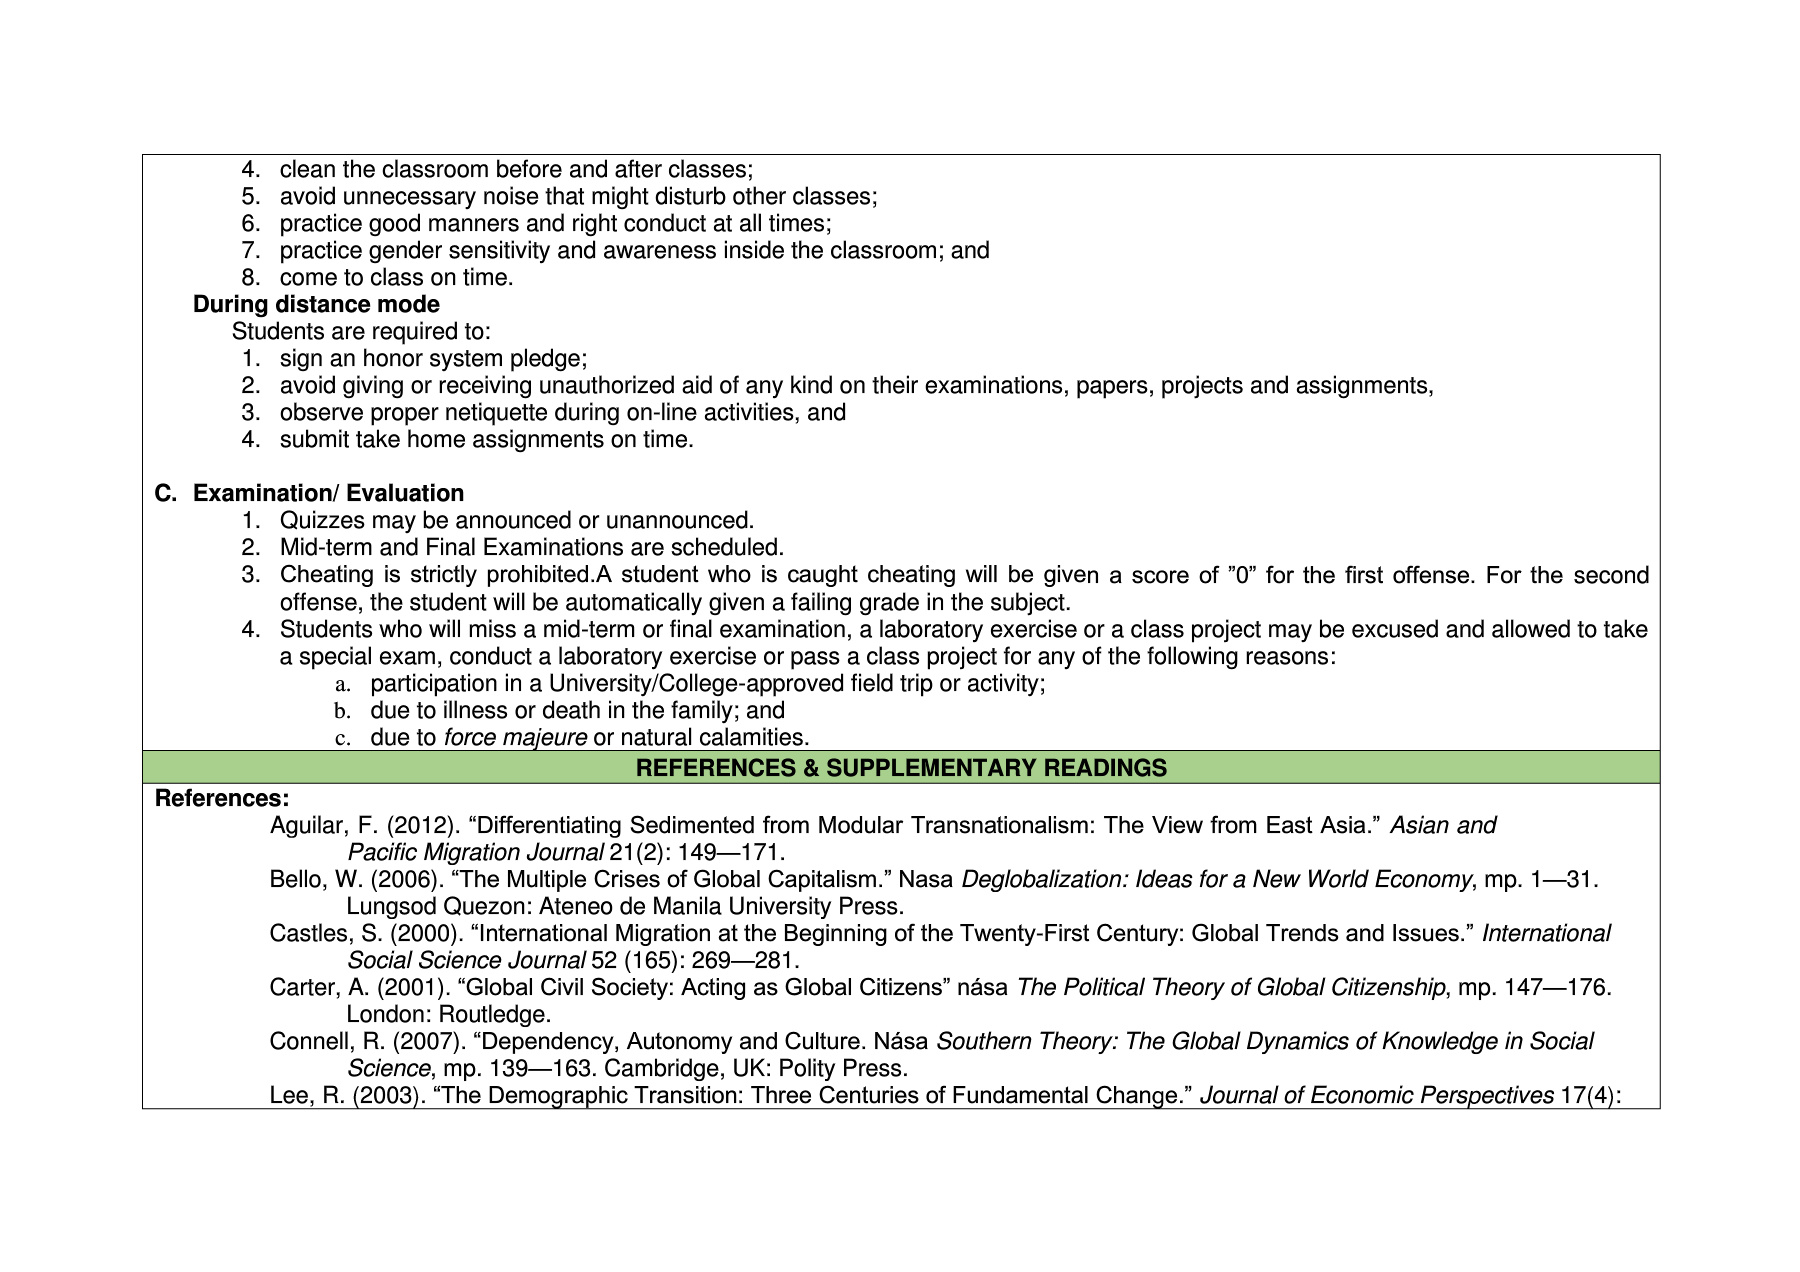 4. clean the classroom before and after classes;
5. avoid unnecessary noise that might disturb other classes;
6. practice good manners and right conduct at all times;
7. practice gender sensitivity and awareness inside the classroom; and
8. come to class on time.
During distance mode
Students are required to:
1. sign an honor system pledge;
2. avoid giving or receiving unauthorized aid of any kind on their examinations, papers, projects and assignments,
3. observe proper netiquette during on-line activities, and
4. submit take home assignments on time.
C. Examination/ Evaluation
1. Quizzes may be announced or unannounced.
2. Mid-term and Final Examinations are scheduled.
3. Cheating is strictly prohibited.A student who is caught cheating will be given a score of ”0” for the first offense. For the second
offense, the student will be automatically given a failing grade in the subject.
4. Students who will miss a mid-term or final examination, a laboratory exercise or a class project may be excused and allowed to take
a special exam, conduct a laboratory exercise or pass a class project for any of the following reasons:
a. participation in a University/College-approved field trip or activity;
b. due to illness or death in the family; and
c. due to force majeure or natural calamities.
REFERENCES & SUPPLEMENTARY READINGS
References:
Aguilar, F. (2012). “Differentiating Sedimented from Modular Transnationalism: The View from East Asia.” Asian and
Pacific Migration Journal 21(2): 149—171.
Bello, W. (2006). “The Multiple Crises of Global Capitalism.” Nasa Deglobalization: Ideas for a New World Economy, mp. 1—31.
Lungsod Quezon: Ateneo de Manila University Press.
Castles, S. (2000). “International Migration at the Beginning of the Twenty-First Century: Global Trends and Issues.” International
Social Science Journal 52 (165): 269—281.
Carter, A. (2001). “Global Civil Society: Acting as Global Citizens” nása The Political Theory of Global Citizenship, mp. 147—176.
London: Routledge.
Connell, R. (2007). “Dependency, Autonomy and Culture. Nása Southern Theory: The Global Dynamics of Knowledge in Social
Science, mp. 139—163. Cambridge, UK: Polity Press.
Lee, R. (2003). “The Demographic Transition: Three Centuries of Fundamental Change.” Journal of Economic Perspectives 17(4):